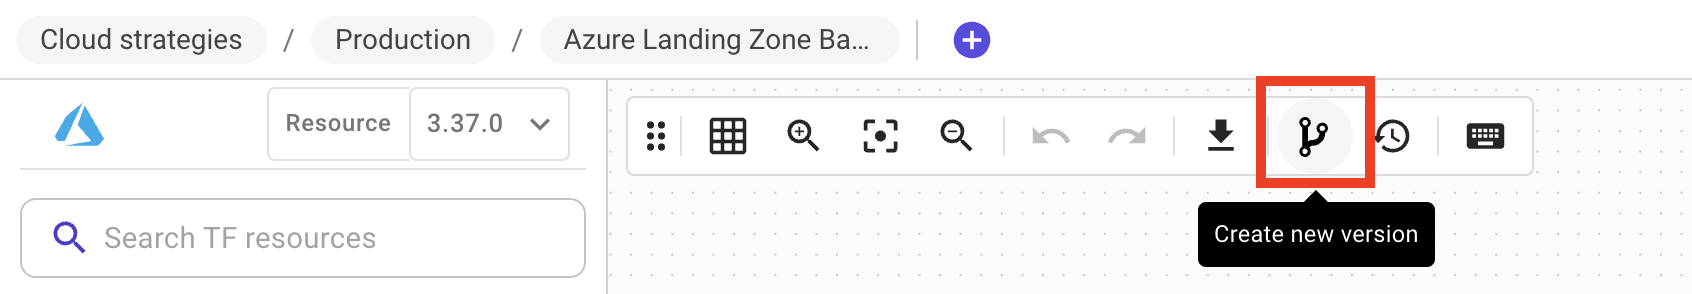 Cloud strategies / Production / Azure Landing Zone Ba...
Resource 3.37.0
Search TF resources
Create new version